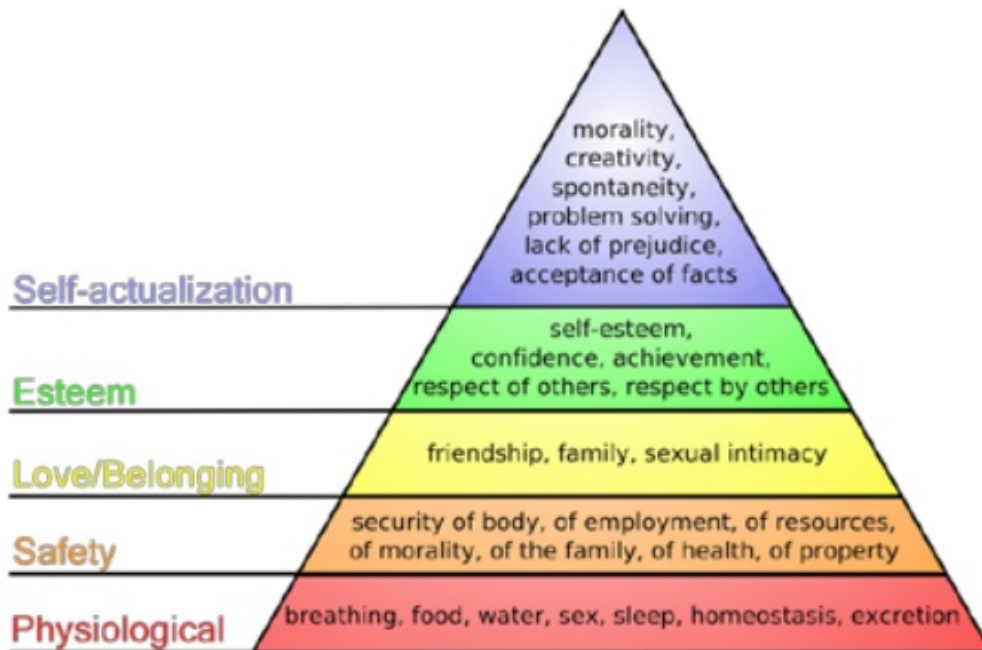 morality,
creativity,
spontaneity,
problem solving,
lack of prejudice,
acceptance of facts
Self-actualization
self-esteem,
confidence, achievement,
respect of others, respect by others
Esteem
friendship, family, sexual intimacy
Love/Belonging
security of body, of employment, of resources,
of morality, of the family, of health, of property
Safety
breathing, food, water, sex, sleep, homeostasis, excretion
Physiological